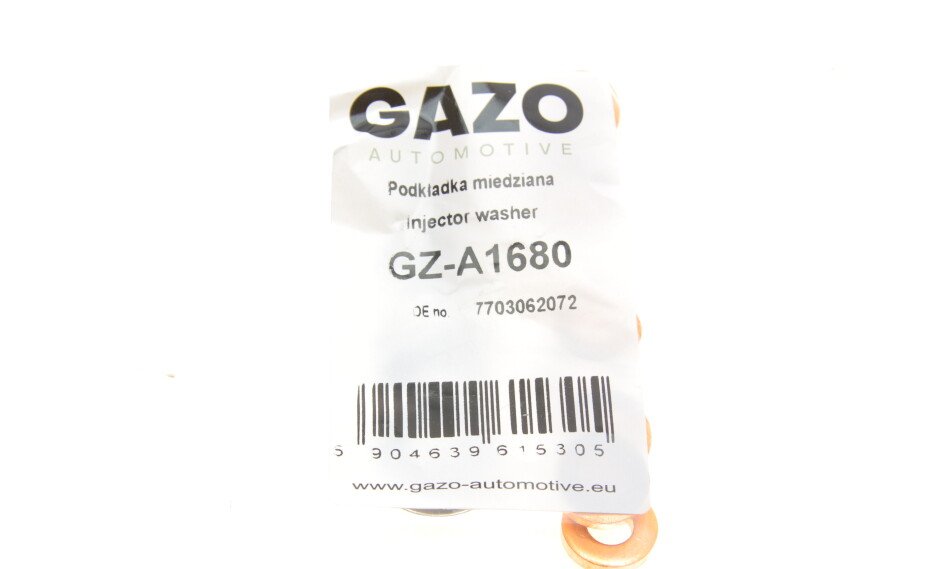 GAZO
AUTOMOTIVE
Podkładka miedziana
Injector washer
GZ-A1680
OE no. 7703062072
5 904639 615305
www.gazo-automotive.eu